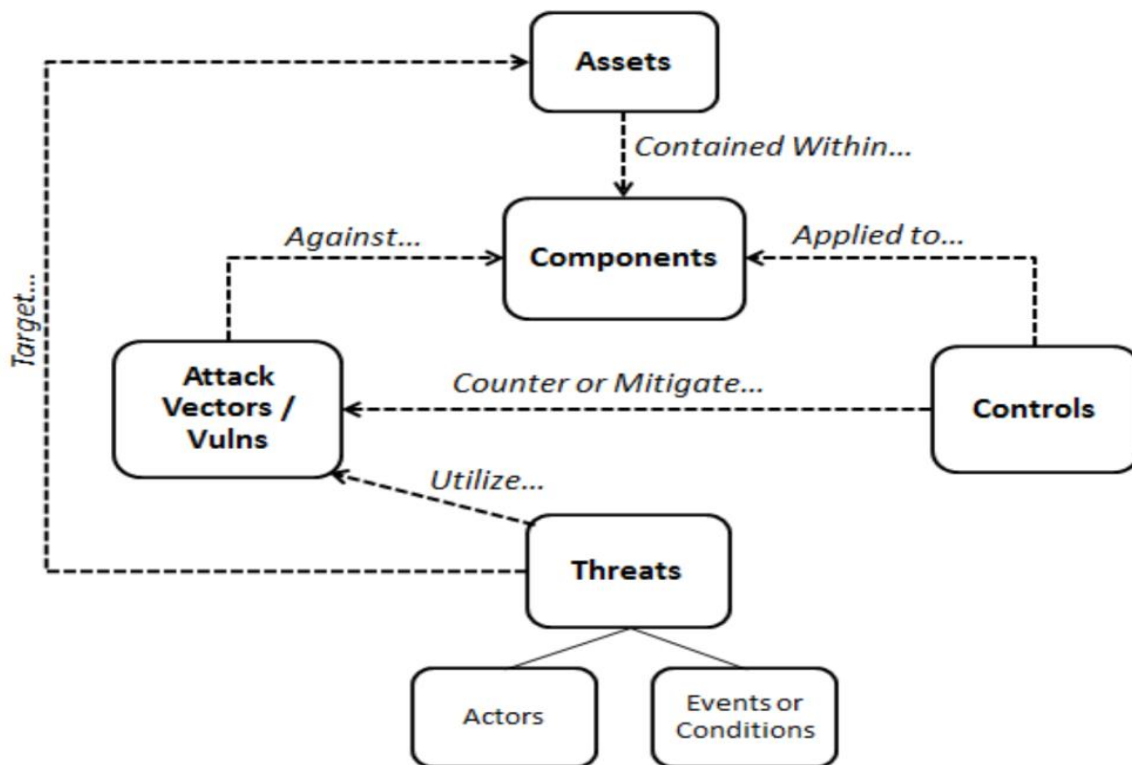 Assets
Contained Within...
Against...
Components
Applied to...
Target...
Attack
Vectors /
Vulns
Counter or Mitigate...
Controls
Utilize...
Threats
Actors
Events or
Conditions